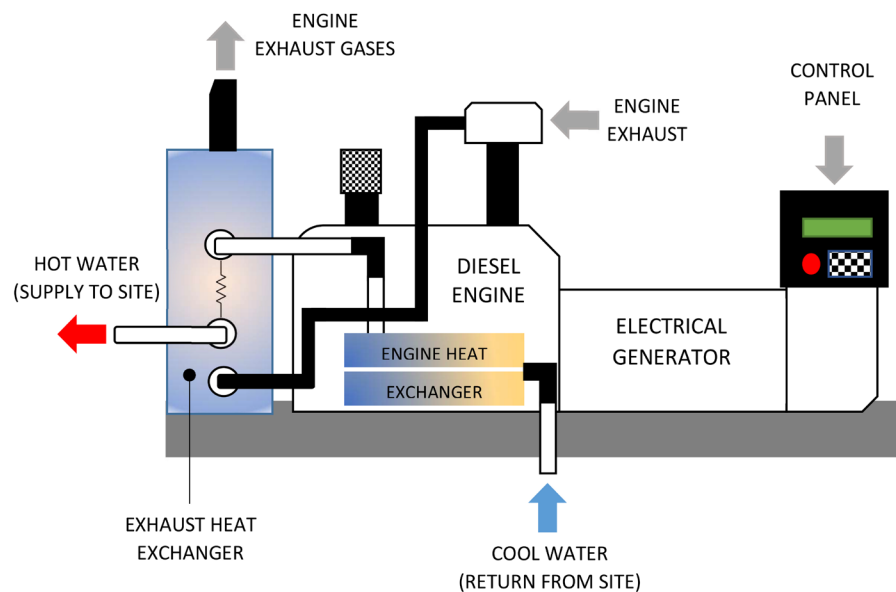 ENGINE
EXHAUST GASES
CONTROL
PANEL
ENGINE
EXHAUST
HOT WATER
(SUPPLY TO SITE)
DIESEL
ENGINE
ELECTRICAL
GENERATOR
ENGINE HEAT
EXCHANGER
EXHAUST HEAT
EXCHANGER
COOL WATER
(RETURN FROM SITE)